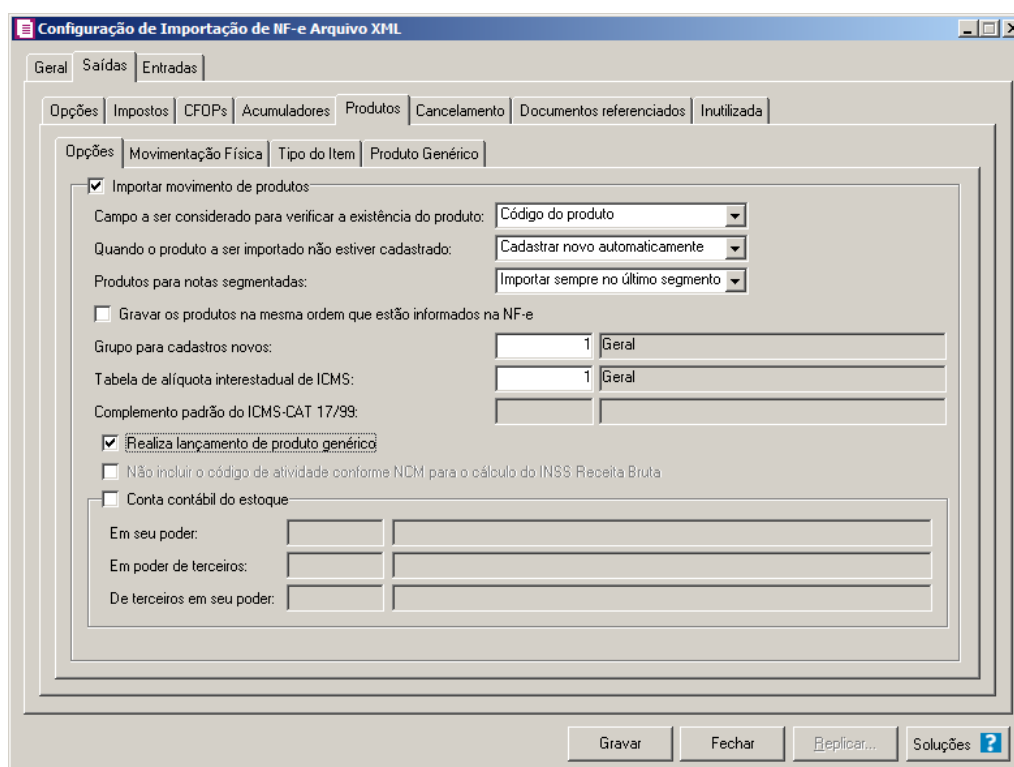 Configuração de Importação de NF-e Arquivo XML
Geral Saídas Entradas
Opções Impostos CFOPs Acumuladores Produtos Cancelamento Documentos referenciados Inutilizada
Opções Movimentação Física Tipo do Item Produto Genérico
Importar movimento de produtos
Campo a ser considerado para verificar a existência do produto: Código do produto
Quando o produto a ser importado não estiver cadastrado: Cadastrar novo automaticamente
Produtos para notas segmentadas: Importar sempre no último segmento
Gravar os produtos na mesma ordem que estão informados na NF-e
Grupo para cadastros novos: 1 Geral
Tabela de alíquota interestadual de ICMS: 1 Geral
Complemento padrão do ICMS-CAT 17/99:
Realiza lançamento de produto genérico
Não incluir o código de atividade conforme NCM para o cálculo do INSS Receita Bruta
Conta contábil do estoque
Em seu poder:
Em poder de terceiros:
De terceiros em seu poder:
Gravar Fechar Replicar... Soluções ?